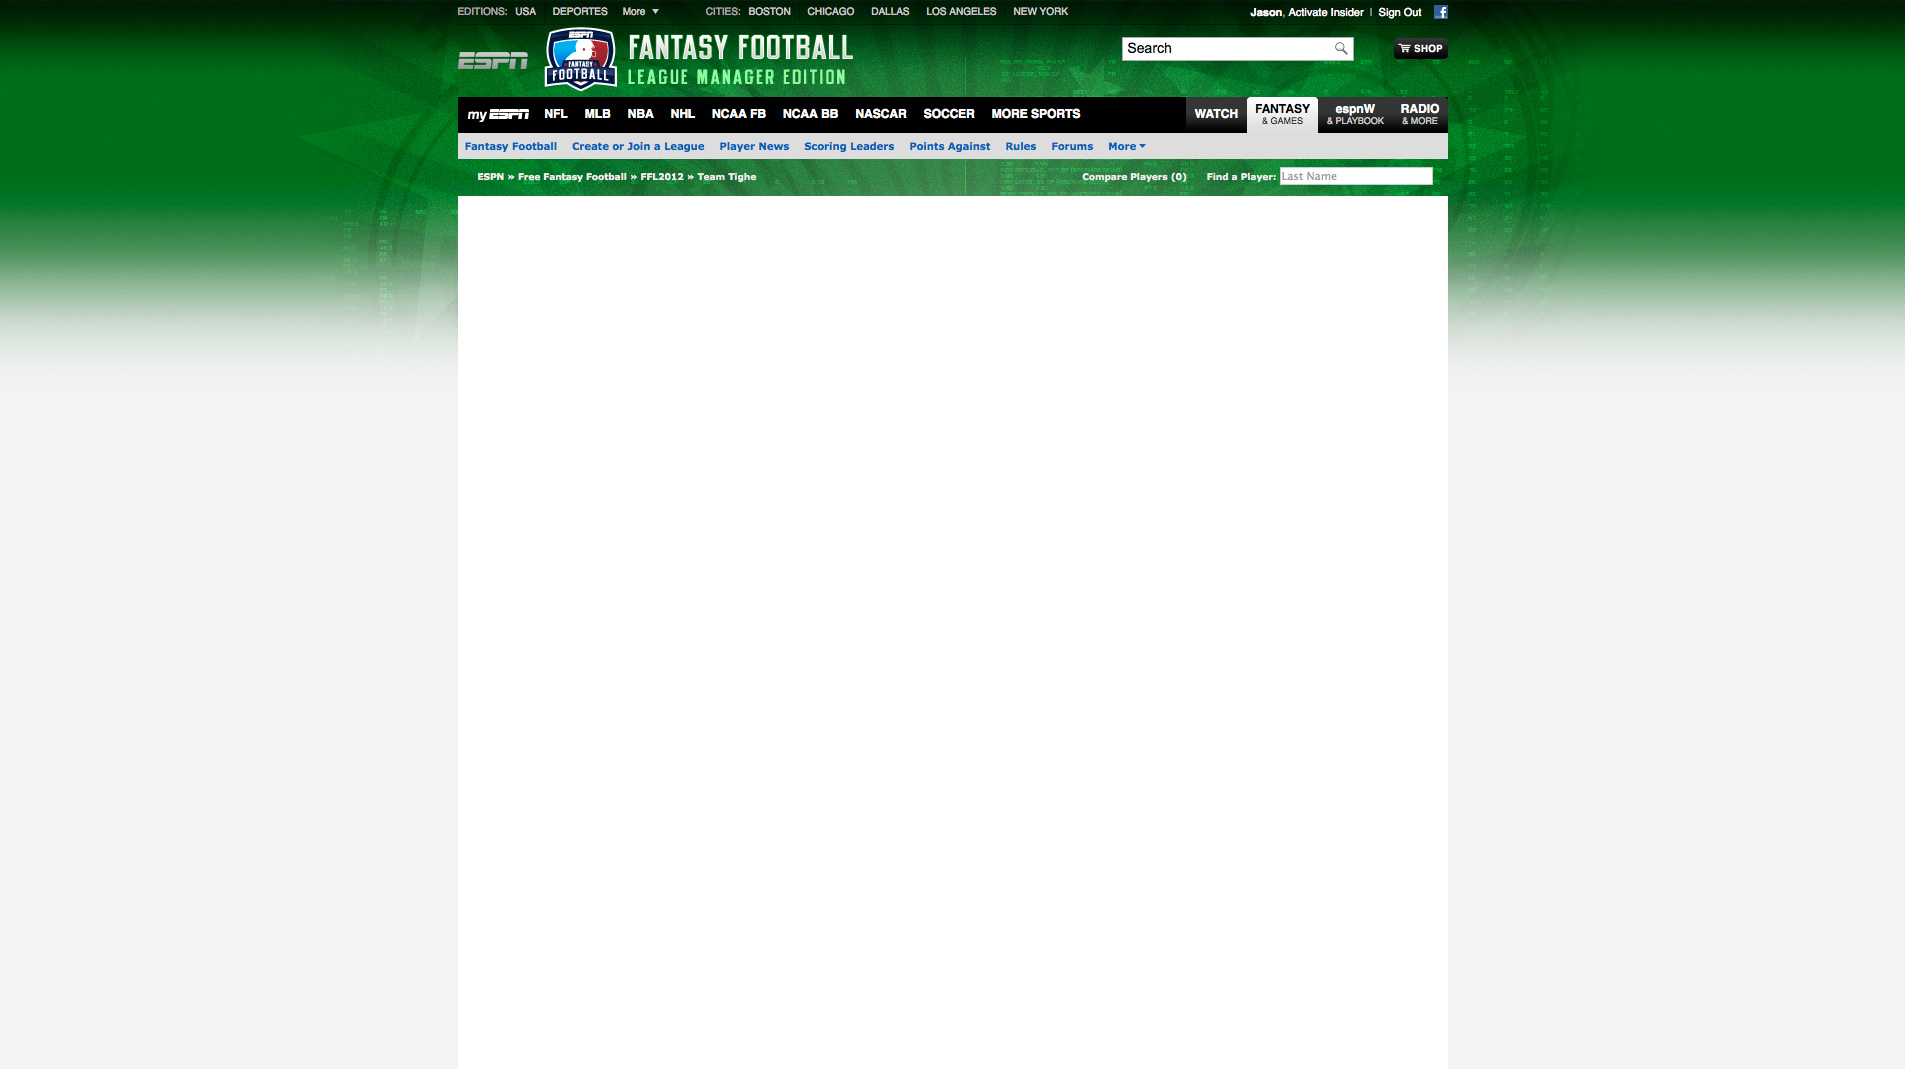 EDITIONS: USA DEPORTES More CITIES: BOSTON CHICAGO DALLAS LOS ANGELES NEW YORK Jason, Activate Insider | Sign Out
ESPN
ESPN
FANTASY
FOOTBALL
FANTASY FOOTBALL
LEAGUE MANAGER EDITION
Search
SHOP
my ESPN NFL MLB NBA NHL NCAA FB NCAA BB NASCAR SOCCER MORE SPORTS WATCH FANTASY & GAMES espnW & PLAYBOOK RADIO & MORE
Fantasy Football Create or Join a League Player News Scoring Leaders Points Against Rules Forums More
ESPN » Free Fantasy Football » FFL2012 » Team Tighe Compare Players (0) Find a Player: Last Name